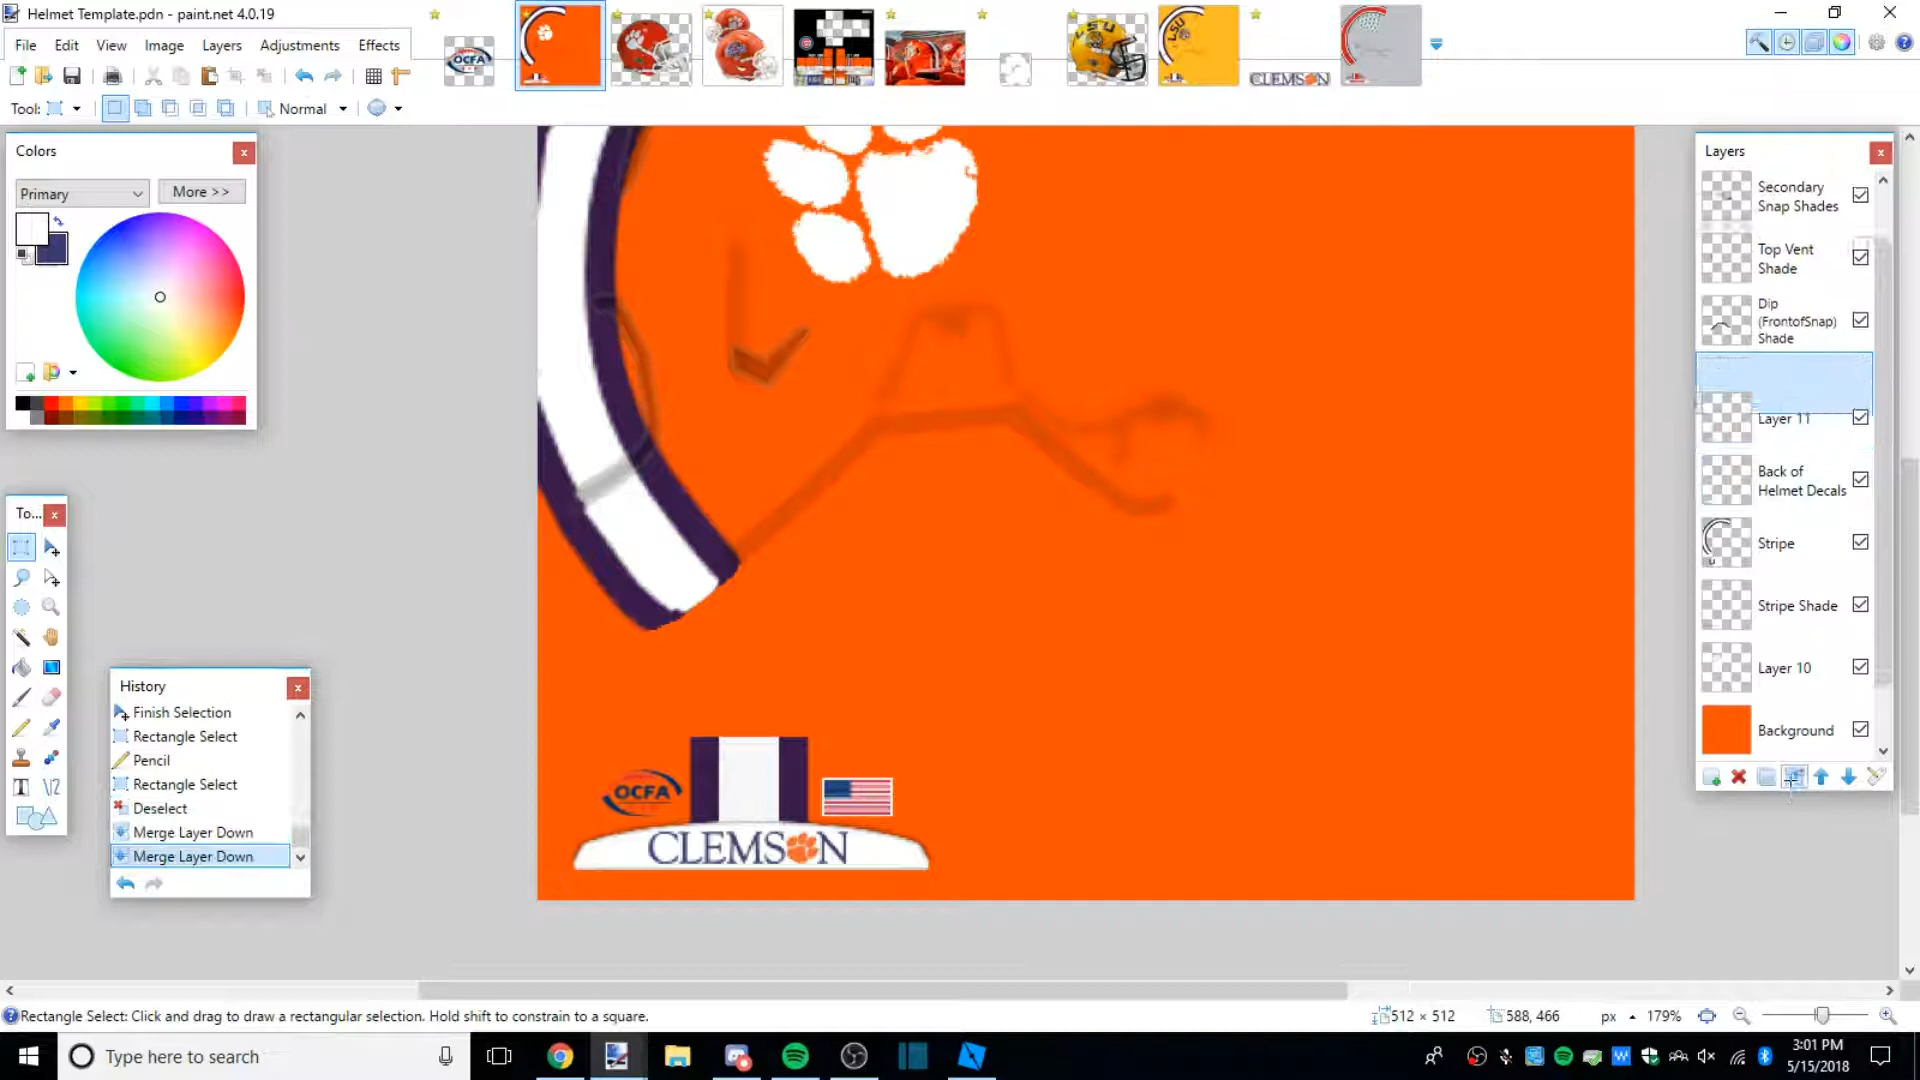 Helmet Template.pdn - paint.net 4.0.19
File Edit View Image Layers Adjustments Effects
Tool: Normal
OCFA
CLEMSON
Colors
Primary
More >>
To...
History
Finish Selection
Rectangle Select
Pencil
Rectangle Select
Deselect
Merge Layer Down
Merge Layer Down
OCFA
CLEMSON
Layers
Secondary
Snap Shades
Top Vent
Shade
Dip
(FrontofSnap)
Shade
Layer 11
Back of
Helmet Decals
Stripe
Stripe Shade
Layer 10
Background
Rectangle Select: Click and drag to draw a rectangular selection. Hold shift to constrain to a square.
512 × 512
588, 466
px
179%
Type here to search
3:01 PM
5/15/2018